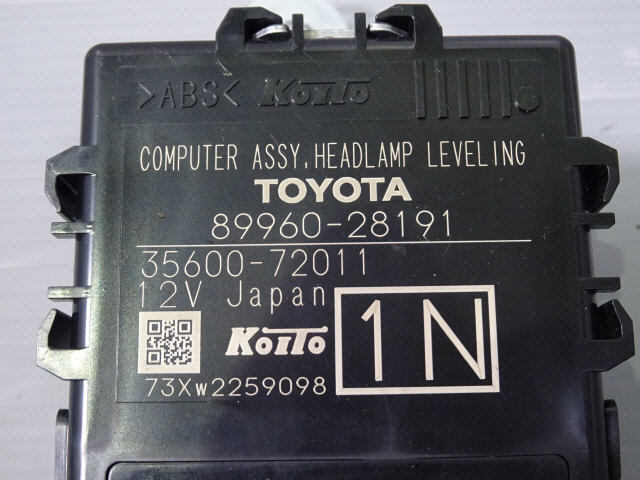 >ABS< KOITO
COMPUTER ASSY, HEADLAMP LEVELING
TOYOTA
89960-28191
35600-72011
12V Japan
KOITO
1N
73Xw2259098